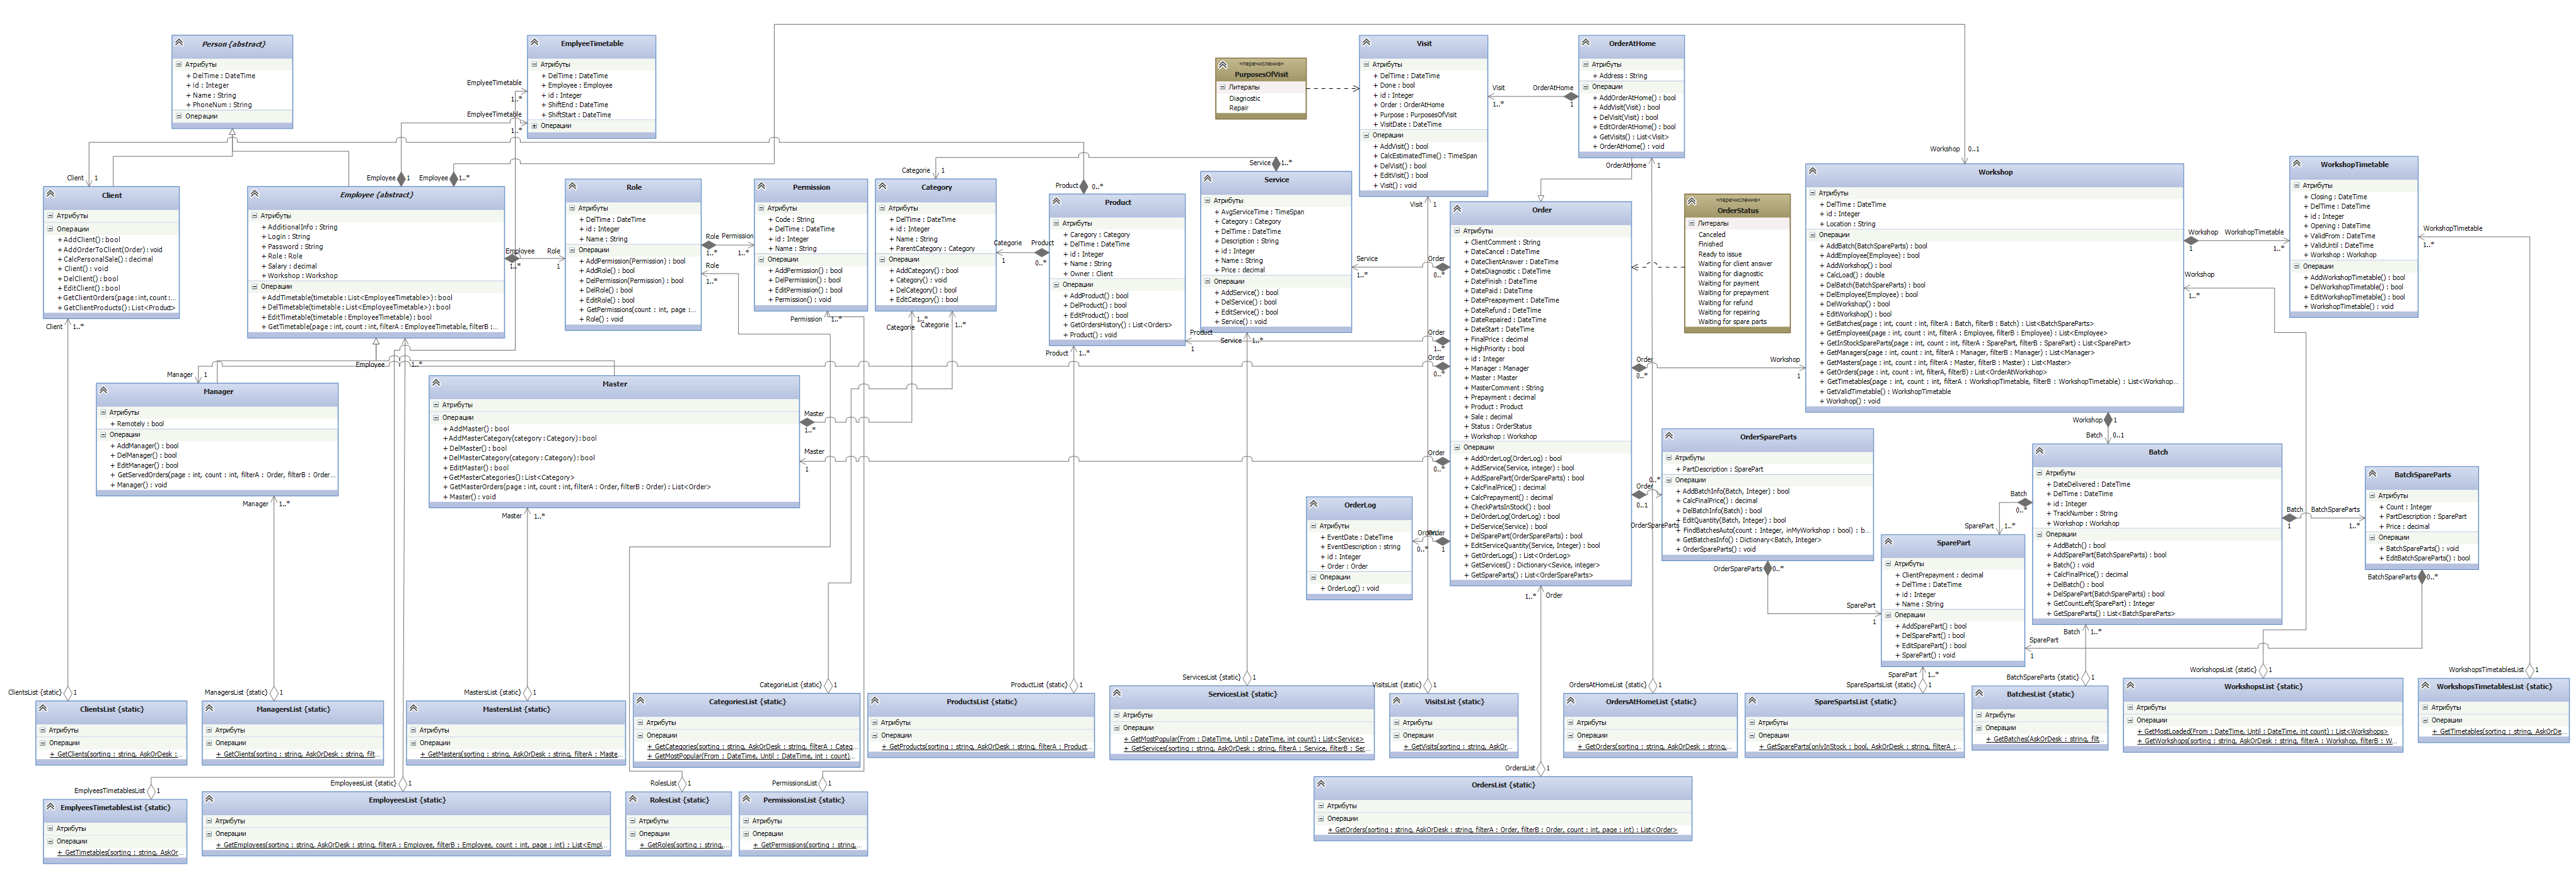 Person {abstract}
Атрибуты
+ DelTime : DateTime
+ id : Integer
+ Name : String
+ PhoneNum : String
Операции
EmplyeeTimetable
Атрибуты
+ DelTime : DateTime
+ Employee : Employee
+ id : Integer
+ ShiftEnd : DateTime
+ ShiftStart : DateTime
Операции
EmplyeeTimetable
1..*
EmplyeeTimetable
1..*
«перечисление»
PurposesOfVisit
Литералы
Diagnostic
Repair
Visit
Атрибуты
+ DelTime : DateTime
+ Done : bool
+ id : Integer
+ Order : OrderAtHome
+ Purpose : PurposesOfVisit
+ VisitDate : DateTime
Операции
+ AddVisit() : bool
+ CalcEstimatedTime() : TimeSpan
+ DelVisit() : bool
+ EditVisit() : bool
+ Visit() : void
Visit
1..*
OrderAtHome
1
OrderAtHome
Атрибуты
+ Address : String
Операции
+ AddOrderAtHome() : bool
+ AddVisit(Visit) : bool
+ DelVisit(Visit) : bool
+ EditOrderAtHome() : bool
+ GetVisits() : List<Visit>
+ OrderAtHome() : void
OrderAtHome
1
Client
1
Client
Атрибуты
Операции
+ AddClient() : bool
+ AddOrderToClient(Order) : void
+ CalcPersonalSale() : decimal
+ Client() : void
+ DelClient() : bool
+ EditClient() : bool
+ GetClientOrders(page : int, count :...
+ GetClientProducts() : List<Product>
Client
1..*
Employee
1
Employee
1..*
Employee {abstract}
Атрибуты
+ AdditionalInfo : String
+ Login : String
+ Password : String
+ Role : Role
+ Salary : decimal
+ Workshop : Workshop
Операции
+ AddTimetable(timetable : List<EmployeeTimetable>) : bool
+ DelTimetable(timetable : List<EmployeeTimetable>) : bool
+ EditTimetable(timetable : EmployeeTimetable) : bool
+ GetTimetable(page : int, count : int, filterA : EmployeeTimetable, filterB :...
Employee
1..*
Employee
1..*
Role
1
Role
Атрибуты
+ DelTime : DateTime
+ id : Integer
+ Name : String
Операции
+ AddPermission(Permission) : bool
+ AddRole() : bool
+ DelPermission(Permission) : bool
+ DelRole() : bool
+ EditRole() : bool
+ GetPermissions(count : int, page :...
+ Role() : void
Role
1..*
Permission
1..*
Role
1..*
Permission
Атрибуты
+ Code : String
+ DelTime : DateTime
+ id : Integer
+ Name : String
Операции
+ AddPermission() : bool
+ DelPermission() : bool
+ EditPermission() : bool
+ Permission() : void
Permission
1..*
Categorie
1
Category
Атрибуты
+ DelTime : DateTime
+ id : Integer
+ Name : String
+ ParentCategory : Category
Операции
+ AddCategory() : bool
+ Category() : void
+ DelCategory() : bool
+ EditCategory() : bool
Categorie
1..*
Categorie
1..*
Categorie
1
Product
0..*
Product
0..*
Product
Атрибуты
+ Caregory : Category
+ DelTime : DateTime
+ id : Integer
+ Name : String
+ Owner : Client
Операции
+ AddProduct() : bool
+ DelProduct() : bool
+ EditProduct() : bool
+ GetOrdersHistory() : List<Orders>
+ Product() : void
Product
1..*
Product
1
Service
1..*
Service
Атрибуты
+ AvgServiceTime : TimeSpan
+ Category : Category
+ DelTime : DateTime
+ Description : String
+ id : Integer
+ Name : String
+ Price : decimal
Операции
+ AddService() : bool
+ DelService() : bool
+ EditService() : bool
+ Service() : void
Service
1..*
Service
1..*
Visit
1
Order
0..*
Order
1..*
Order
0..*
Order
0..*
Order
1
Order
Атрибуты
+ ClientComment : String
+ DateCancel : DateTime
+ DateClientAnswer : DateTime
+ DateDiagnostic : DateTime
+ DateFinish : DateTime
+ DatePaid : DateTime
+ DatePrepayment : DateTime
+ DateRefund : DateTime
+ DateRepaired : DateTime
+ DateStart : DateTime
+ FinalPrice : decimal
+ HighPriority : bool
+ id : Integer
+ Manager : Manager
+ Master : Master
+ MasterComment : String
+ Prepayment : decimal
+ Product : Product
+ Sale : decimal
+ Status : OrderStatus
+ Workshop : Workshop
Операции
+ AddOrderLog(OrderLog) : bool
+ AddService(Service, integer) : bool
+ AddSparePart(OrderSpareParts) : bool
+ CalcFinalPrice() : decimal
+ CalcPrepayment() : decimal
+ CheckPartsInStock() : bool
+ DelOrderLog(OrderLog) : bool
+ DelService(Service) : bool
+ DelSparePart(OrderSpareParts) : bool
+ EditServiceQuantity(Service, Integer) : bool
+ GetOrderLogs() : List<OrderLog>
+ GetServices() : Dictionary<Sevice, integer>
+ GetSpareParts() : List<OrderSpareParts>
1..*
Order
«перечисление»
OrderStatus
Литералы
Canceled
Finished
Ready to issue
Waiting for client answer
Waiting for diagnostic
Waiting for payment
Waiting for prepayment
Waiting for refund
Waiting for repairing
Waiting for spare parts
Order
0..*
Workshop
1
Workshop
0..1
Workshop
Атрибуты
+ DelTime : DateTime
+ id : Integer
+ Location : String
Операции
+ AddBatch(BatchSpareParts) : bool
+ AddEmployee(Employee) : bool
+ AddWorkshop() : bool
+ CalcLoad() : double
+ DelBatch(BatchSpareParts) : bool
+ DelEmployee(Employee) : bool
+ DelWorkshop() : bool
+ EditWorkshop() : bool
+ GetBatches(page : int, count : int, filterA : Batch, filterB : Batch) : List<BatchSpareParts>
+ GetEmployees(page : int, count : int, filterA : Employee, filterB : Employee) : List<Employee>
+ GetInStockSpareParts(page : int, count : int, filterA : SparePart, filterB : SparePart) : List<SparePart>
+ GetManagers(page : int, count : int, filterA : Manager, filterB : Manager) : List<Manager>
+ GetMasters(page : int, count : int, filterA : Master, filterB : Master) : List<Master>
+ GetOrders(page : int, count : int, filterA, filterB) : List<OrderAtWorkshop>
+ GetTimetables(page : int, count : int, filterA : WorkshopTimetable, filterB : WorkshopTimetable) : List<Workshop...
+ GetValidTimetable() : WorkshopTimetable
+ Workshop() : void
Workshop
1
WorkshopTimetable
1..*
Workshop
1..*
WorkshopTimetable
Атрибуты
+ Closing : DateTime
+ DelTime : DateTime
+ id : Integer
+ Opening : DateTime
+ ValidFrom : DateTime
+ ValidUntil : DateTime
+ Workshop : Workshop
Операции
+ AddWorkshopTimetable() : bool
+ DelWorkshopTimetable() : bool
+ EditWorkshopTimetable() : bool
+ WorkshopTimetable() : void
WorkshopTimetable
1..*
Manager
1
Manager
Атрибуты
+ Remotely : bool
Операции
+ AddManager() : bool
+ DelManager() : bool
+ EditManager() : bool
+ GetServedOrders(page : int, count : int, filterA : Order, filterB : Order...
+ Manager() : void
Manager
1..*
Master
Атрибуты
Операции
+ AddMaster() : bool
+ AddMasterCategory(category : Category) : bool
+ DelMaster() : bool
+ DelMasterCategory(category : Category) : bool
+ EditMaster() : bool
+ GetMasterCategories() : List<Category>
+ GetMasterOrders(page : int, count : int, filterA : Order, filterB : Order) : List<Order>
+ Master() : void
Master
1..*
Master
1
Master
1..*
OrderLog
Атрибуты
+ EventDate : DateTime
+ EventDescription : string
+ id : Integer
+ Order : Order
Операции
+ OrderLog() : void
0..*
Order
0..1
0..*
OrderSpareParts
OrderSpareParts
Атрибуты
+ PartDescription : SparePart
Операции
+ AddBatchInfo(Batch, Integer) : bool
+ CalcFinalPrice() : decimal
+ DelBatchInfo(Batch) : bool
+ EditQuantity(Batch, Integer) : bool
+ FindBatchesAuto(count : Integer, inMyWorkshop : bool) : b...
+ GetBatchesInfo() : Dictionary<Batch, Integer>
+ OrderSpareParts() : void
OrderSpareParts
0..*
SparePart
1
Workshop
1
Batch
0..1
Batch
Атрибуты
+ DateDelivered : DateTime
+ DelTime : DateTime
+ id : Integer
+ TrackNumber : String
+ Workshop : Workshop
Операции
+ AddBatch() : bool
+ AddSparePart(BatchSpareParts) : bool
+ Batch() : void
+ CalcFinalPrice() : decimal
+ DelBatch() : bool
+ DelSparePart(BatchSpareParts) : bool
+ GetCountLeft(SparePart) : Integer
+ GetSpareParts() : List<BatchSpareParts>
Batch
0..*
SparePart
1..*
Batch
1
BatchSpareParts
1..*
BatchSpareParts
Атрибуты
+ Count : Integer
+ PartDescription : SparePart
+ Price : decimal
Операции
+ BatchSpareParts() : void
+ EditBatchSpareParts() : bool
BatchSpareParts
0..*
SparePart
Атрибуты
+ ClientPrepayment : decimal
+ DelTime : DateTime
+ id : Integer
+ Name : String
Операции
+ AddSparePart() : bool
+ DelSparePart() : bool
+ EditSparePart() : bool
+ SparePart() : void
SparePart
1
SparePart
1..*
Batch
1..*
ClientsList {static}
1
ClientsList {static}
Атрибуты
Операции
+ GetClients(sorting : string, AskOrDesk :...
ManagersList {static}
1
ManagersList {static}
Атрибуты
Операции
+ GetClients(sorting : string, AskOrDesk : string, filt...
MastersList {static}
1
MastersList {static}
Атрибуты
Операции
+ GetMasters(sorting : string, AskOrDesk : string, filterA : Maste...
CategorieList {static}
1
CategoriesList {static}
Атрибуты
Операции
+ GetCategories(sorting : string, AskOrDesk : string, filterA : Categ...
+ GetMostPopular(From : DateTime, Until : DateTime, int : count)...
ProductList {static}
1
ProductsList {static}
Атрибуты
Операции
+ GetProducts(sorting : string, AskOrDesk : string, filterA : Product...
ServicesList {static}
1
ServicesList {static}
Атрибуты
Операции
+ GetMostPopular(From : DateTime, Until : DateTime, int count) : List<Service>
+ GetServices(sorting : string, AskOrDesk : string, filterA : Service, filterB : Ser...
VisitsList {static}
1
VisitsList {static}
Атрибуты
Операции
+ GetVisits(sorting : string, AskOr...
OrdersAtHomeList {static}
1
OrdersAtHomeList {static}
Атрибуты
Операции
+ GetOrders(sorting : string, AskOrDesk : string,...
SpareSpartsList {static}
1
SpareSpartsList {static}
Атрибуты
Операции
+ GetSpareParts(onlyInStock : bool, AskOrDesk : string, filterA :...
BatchSpareParts {static}
1
BatchesList {static}
Атрибуты
Операции
+ GetBatches(AskOrDesk : string, filt...
WorkshopsList {static}
1
WorkshopsList {static}
Атрибуты
Операции
+ GetMostLoaded(From : DateTime, Until : DateTime, int count) : List<Workshops>
+ GetWorkshops(sorting : string, AskOrDesk : string, filterA : Workshop, filterB : W...
WorkshopsTimetablesList {static}
1
WorkshopsTimetablesList {static}
Атрибуты
Операции
+ GetTimetables(sorting : string, AskOrDe...
EmplyeesTimetablesList
1
EmplyeesTimetablesList {static}
Атрибуты
Операции
+ GetTimetables(sorting : string, AskOr...
EmployeesList {static}
1
EmployeesList {static}
Атрибуты
Операции
+ GetEmployees(sorting : string, AskOrDesk : string, filterA : Employee, filterB : Employee, count : int, page : int) : List<Empl...
RolesList
1
RolesList {static}
Атрибуты
Операции
+ GetRoles(sorting : string,...
PermissionsList
1
PermissionsList {static}
Атрибуты
Операции
+ GetPermissions(sorting : string,...
OrdersList
1
OrdersList {static}
Атрибуты
Операции
+ GetOrders(sorting : string, AskOrDesk : string, filterA : Order, filterB : Order, count : int, page : int) : List<Order>